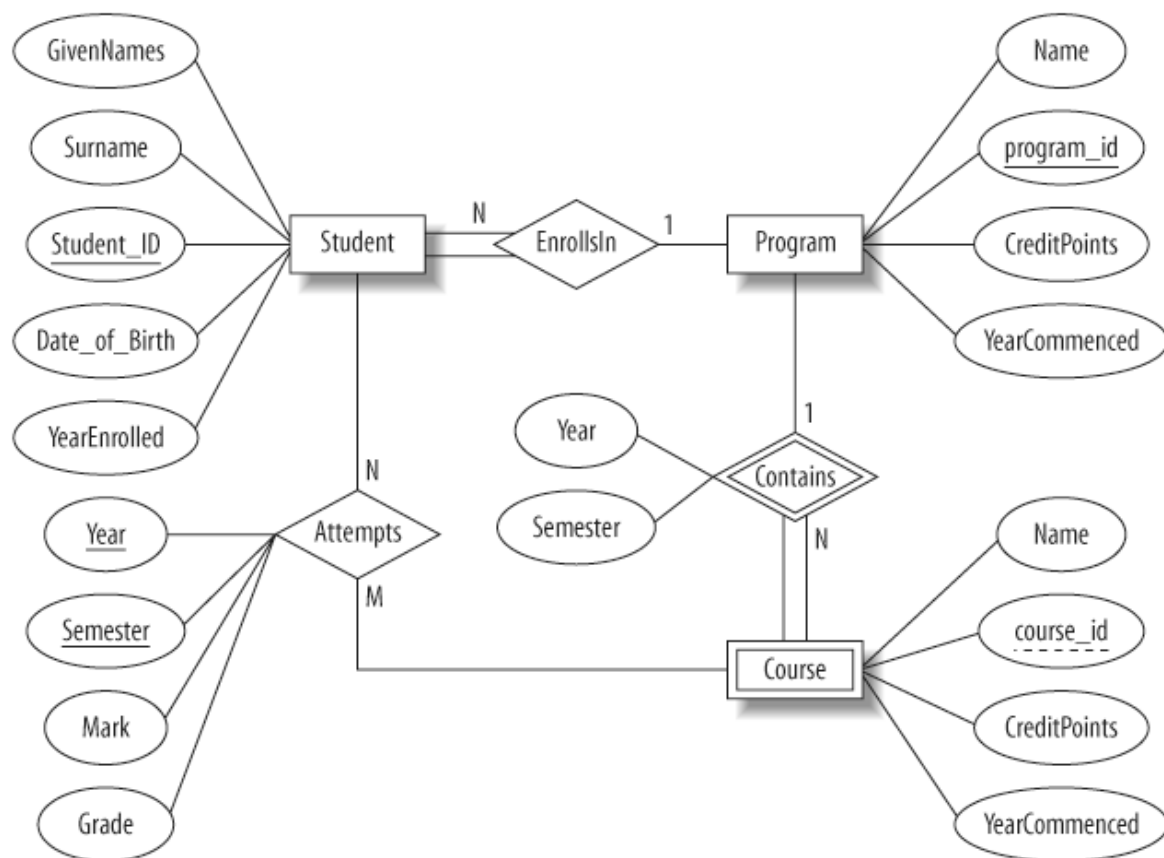 GivenNames
Surname
Student_ID
Date_of_Birth
YearEnrolled
Student
N
EnrollsIn
1
Program
Name
program_id
CreditPoints
YearCommenced
1
Year
Semester
Contains
N
N
Attempts
M
Year
Semester
Mark
Grade
Course
Name
course_id
CreditPoints
YearCommenced